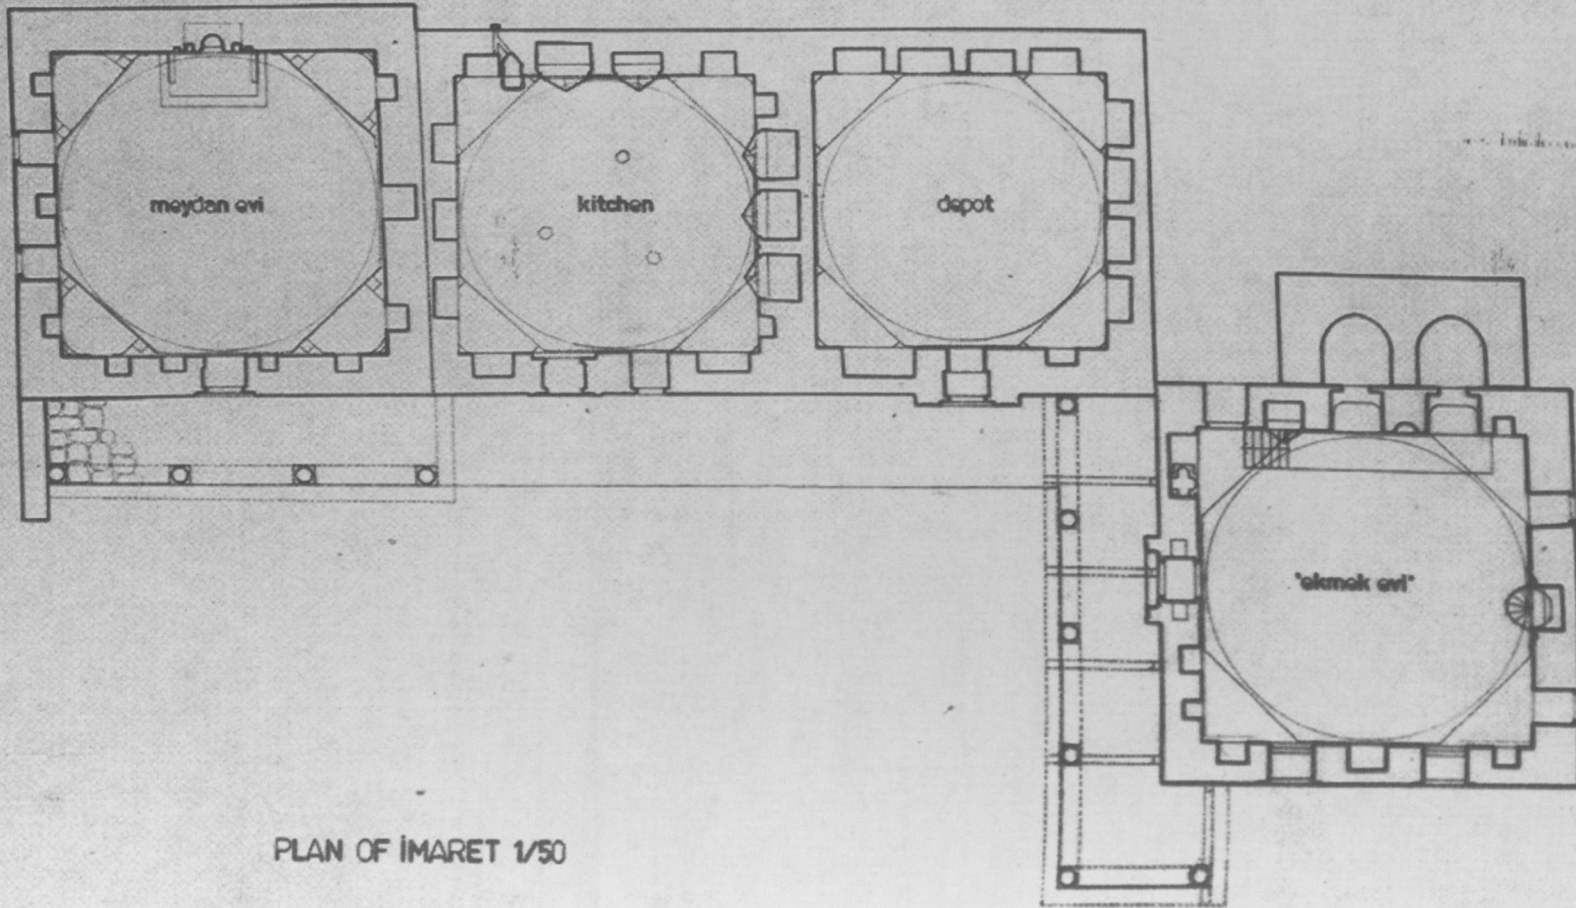 meydan evi
kitchen
depot
"ekmek evi"
PLAN OF İMARET 1/50